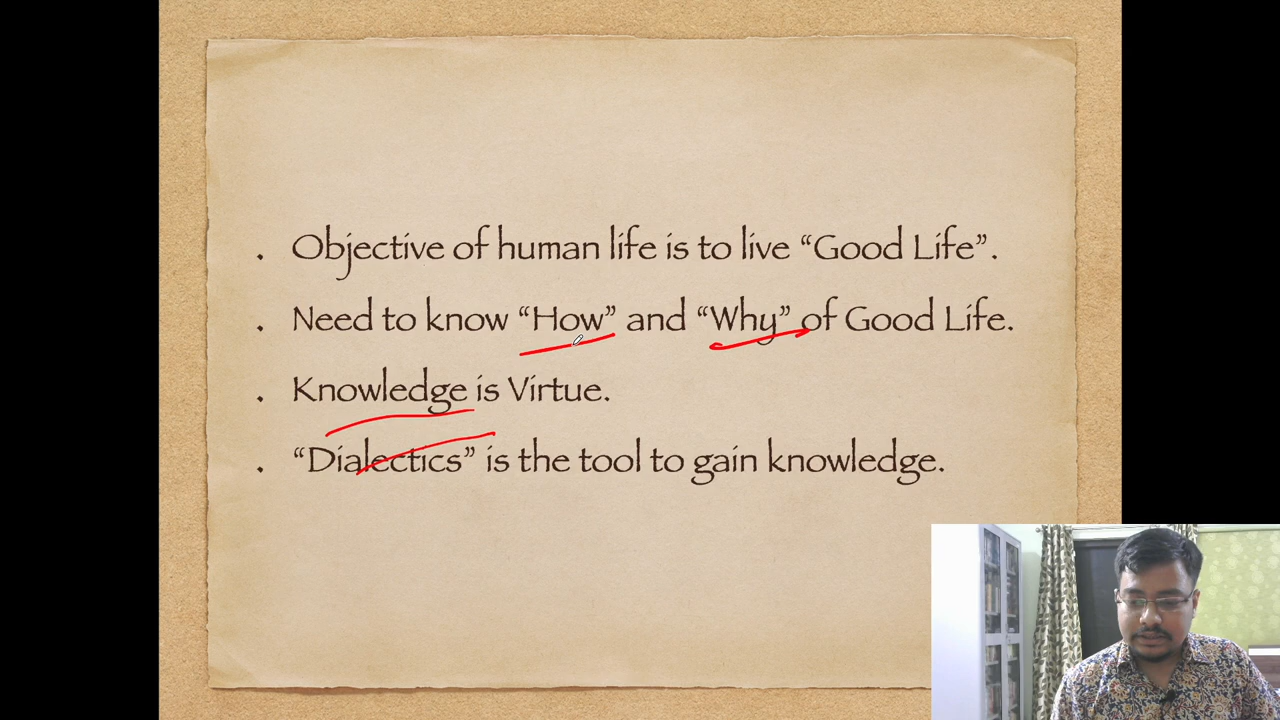 . Objective of human life is to live “Good Life”.
. Need to know “How” and “Why” of Good Life.
. Knowledge is Virtue.
. “Dialectics” is the tool to gain knowledge.